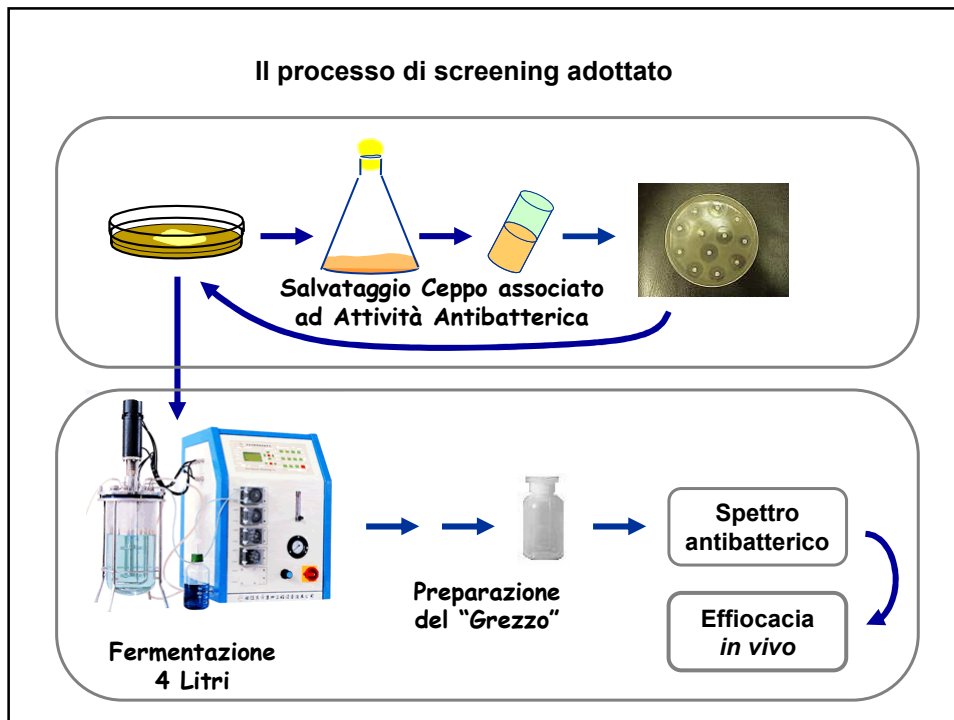 Il processo di screening adottato
Salvataggio Ceppo associato
ad Attività Antibatterica
Fermentazione
4 Litri
Preparazione
del “Grezzo”
Spettro
antibatterico
Effiocacia
in vivo